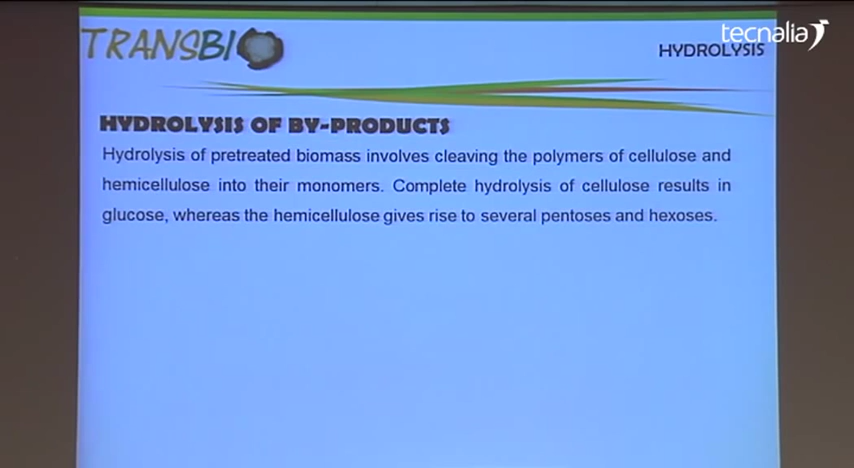 TRANSBIO
tecnalia
HYDROLYSIS
HYDROLYSIS OF BY-PRODUCTS
Hydrolysis of pretreated biomass involves cleaving the polymers of cellulose and
hemicellulose into their monomers. Complete hydrolysis of cellulose results in
glucose, whereas the hemicellulose gives rise to several pentoses and hexoses.